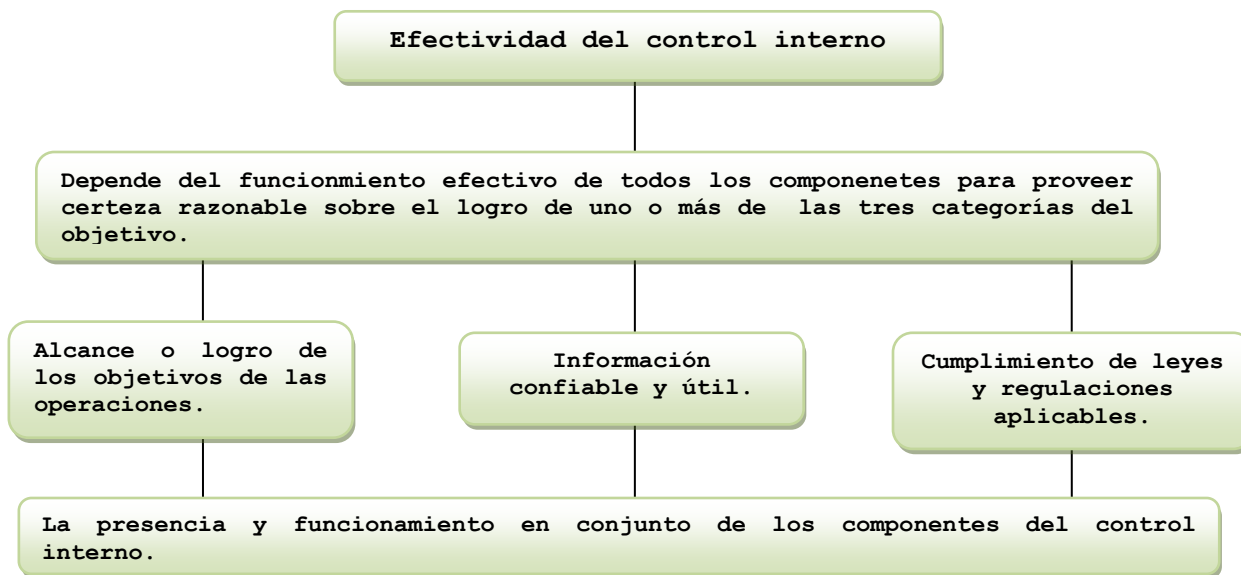 Efectividad del control interno
Depende del funcionmiento efectivo de todos los componenetes para proveer
certeza razonable sobre el logro de uno o más de las tres categorías del
objetivo.
Alcance o logro de
los objetivos de las
operaciones.
Información
confiable y útil.
Cumplimiento de leyes
y regulaciones
aplicables.
La presencia y funcionamiento en conjunto de los componentes del control
interno.